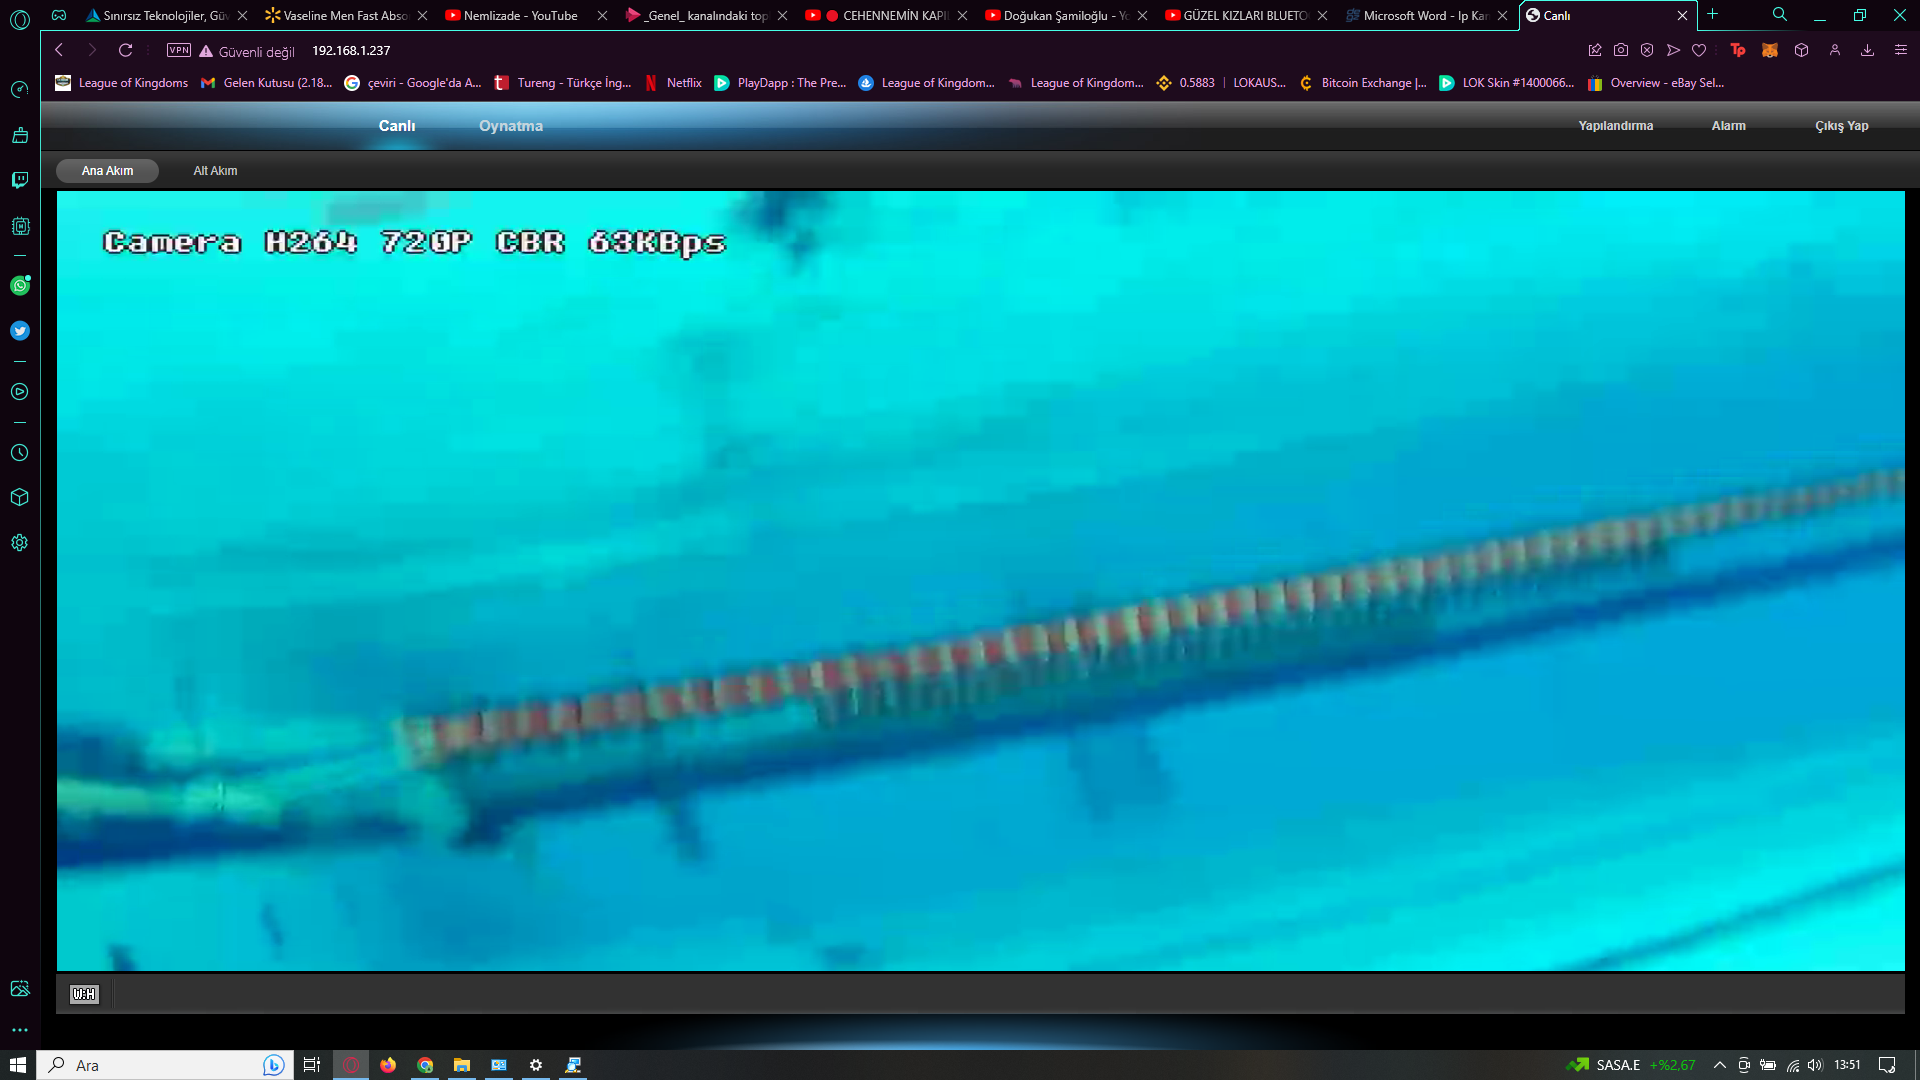 Sınırsız Teknolojiler, Gü
Vaseline Men Fast Abso
Nemlizade - YouTube
_Genel_ kanalındaki top
CEHENNEMİN KAPI
Doğukan Şamiloğlu - Yo
GÜZEL KIZLARI BLUETO
Microsoft Word - Ip Kam
Canlı
VPN Güvenli değil 192.168.1.237
League of Kingdoms
Gelen Kutusu (2.18...
çeviri - Google'da A...
Tureng - Türkçe İng...
Netflix
PlayDapp : The Pre...
League of Kingdom...
League of Kingdom...
0.5883 | LOKAUS...
Bitcoin Exchange |...
LOK Skin #1400066...
Overview - eBay Sel...
Canlı Oynatma Yapılandırma Alarm Çıkış Yap
Ana Akım Alt Akım
Camera H264 720P CBR 63KBps
W:H
Ara SASA.E +%2,67 13:51